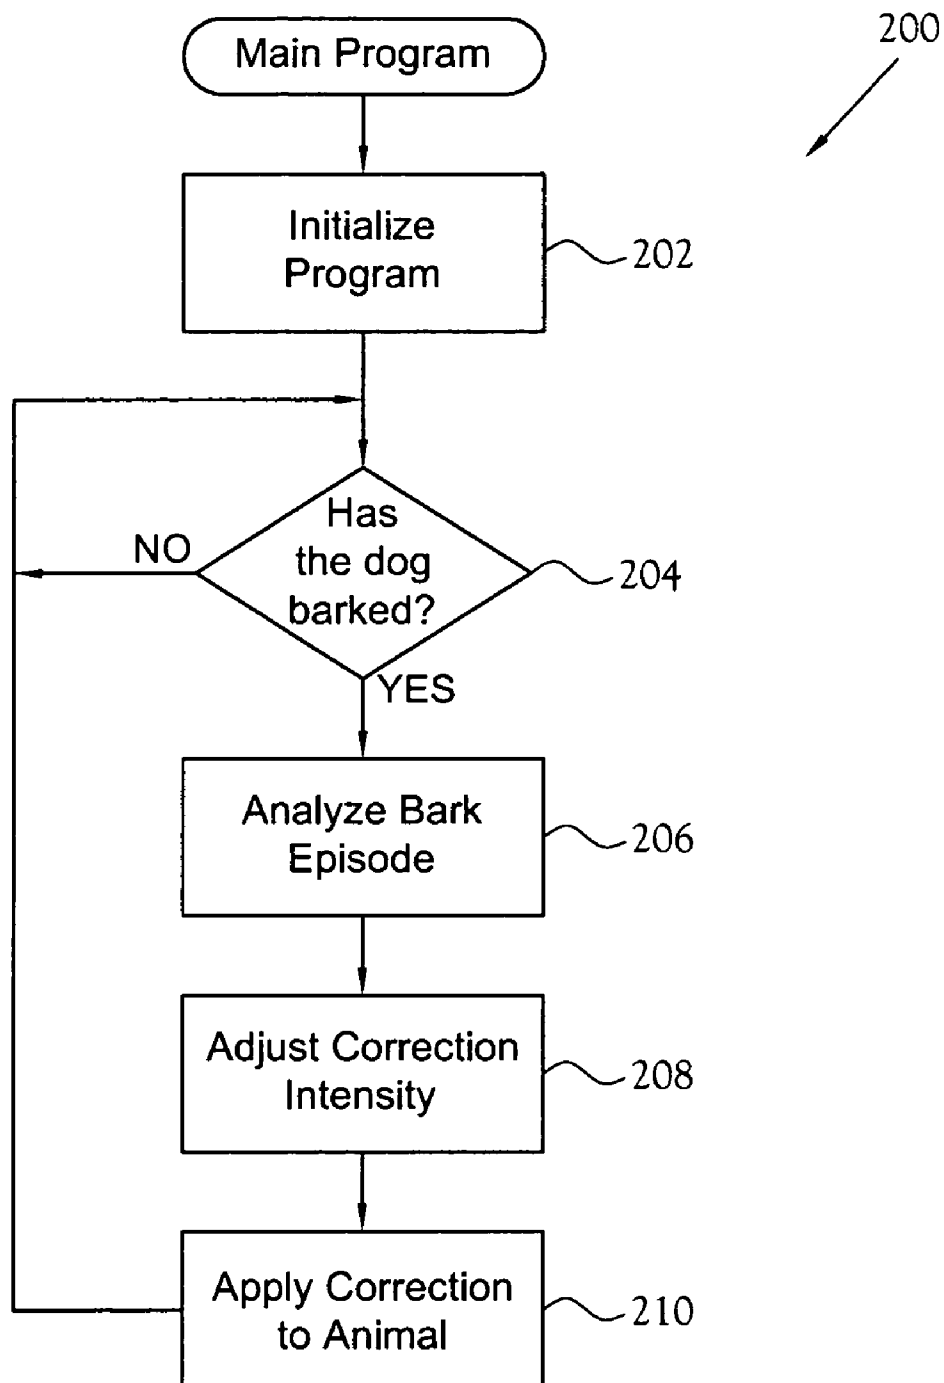 200
Main Program
Initialize
Program
202
Has
the dog
barked?
NO
204
YES
Analyze Bark
Episode
206
Adjust Correction
Intensity
208
Apply Correction
to Animal
210